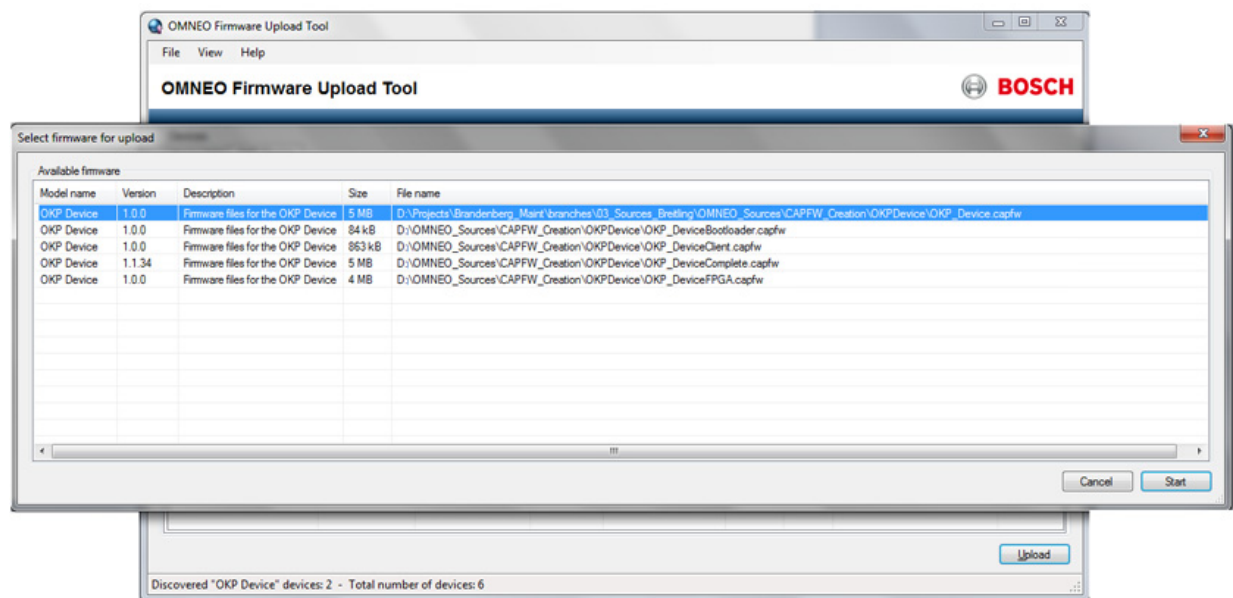 OMNEO Firmware Upload Tool
File View Help
OMNEO Firmware Upload Tool
BOSCH
Select firmware for upload
Available firmware
Model name Version Description Size File name
OKP Device 1.0.0 Firmware files for the OKP Device 5 MB D:\Projects\Brandenberg_Maint\branches\03_Sources_Breitling\OMNEO_Sources\CAPFW_Creation\OKPDevice\OKP_Device.capfw
OKP Device 1.0.0 Firmware files for the OKP Device 84 kB D:\OMNEO_Sources\CAPFW_Creation\OKPDevice\OKP_DeviceBootloader.capfw
OKP Device 1.0.0 Firmware files for the OKP Device 863 kB D:\OMNEO_Sources\CAPFW_Creation\OKPDevice\OKP_DeviceClient.capfw
OKP Device 1.1.34 Firmware files for the OKP Device 5 MB D:\OMNEO_Sources\CAPFW_Creation\OKPDevice\OKP_DeviceComplete.capfw
OKP Device 1.0.0 Firmware files for the OKP Device 4 MB D:\OMNEO_Sources\CAPFW_Creation\OKPDevice\OKP_DeviceFPGA.capfw
Cancel Start
Upload
Discovered "OKP Device" devices: 2 - Total number of devices: 6